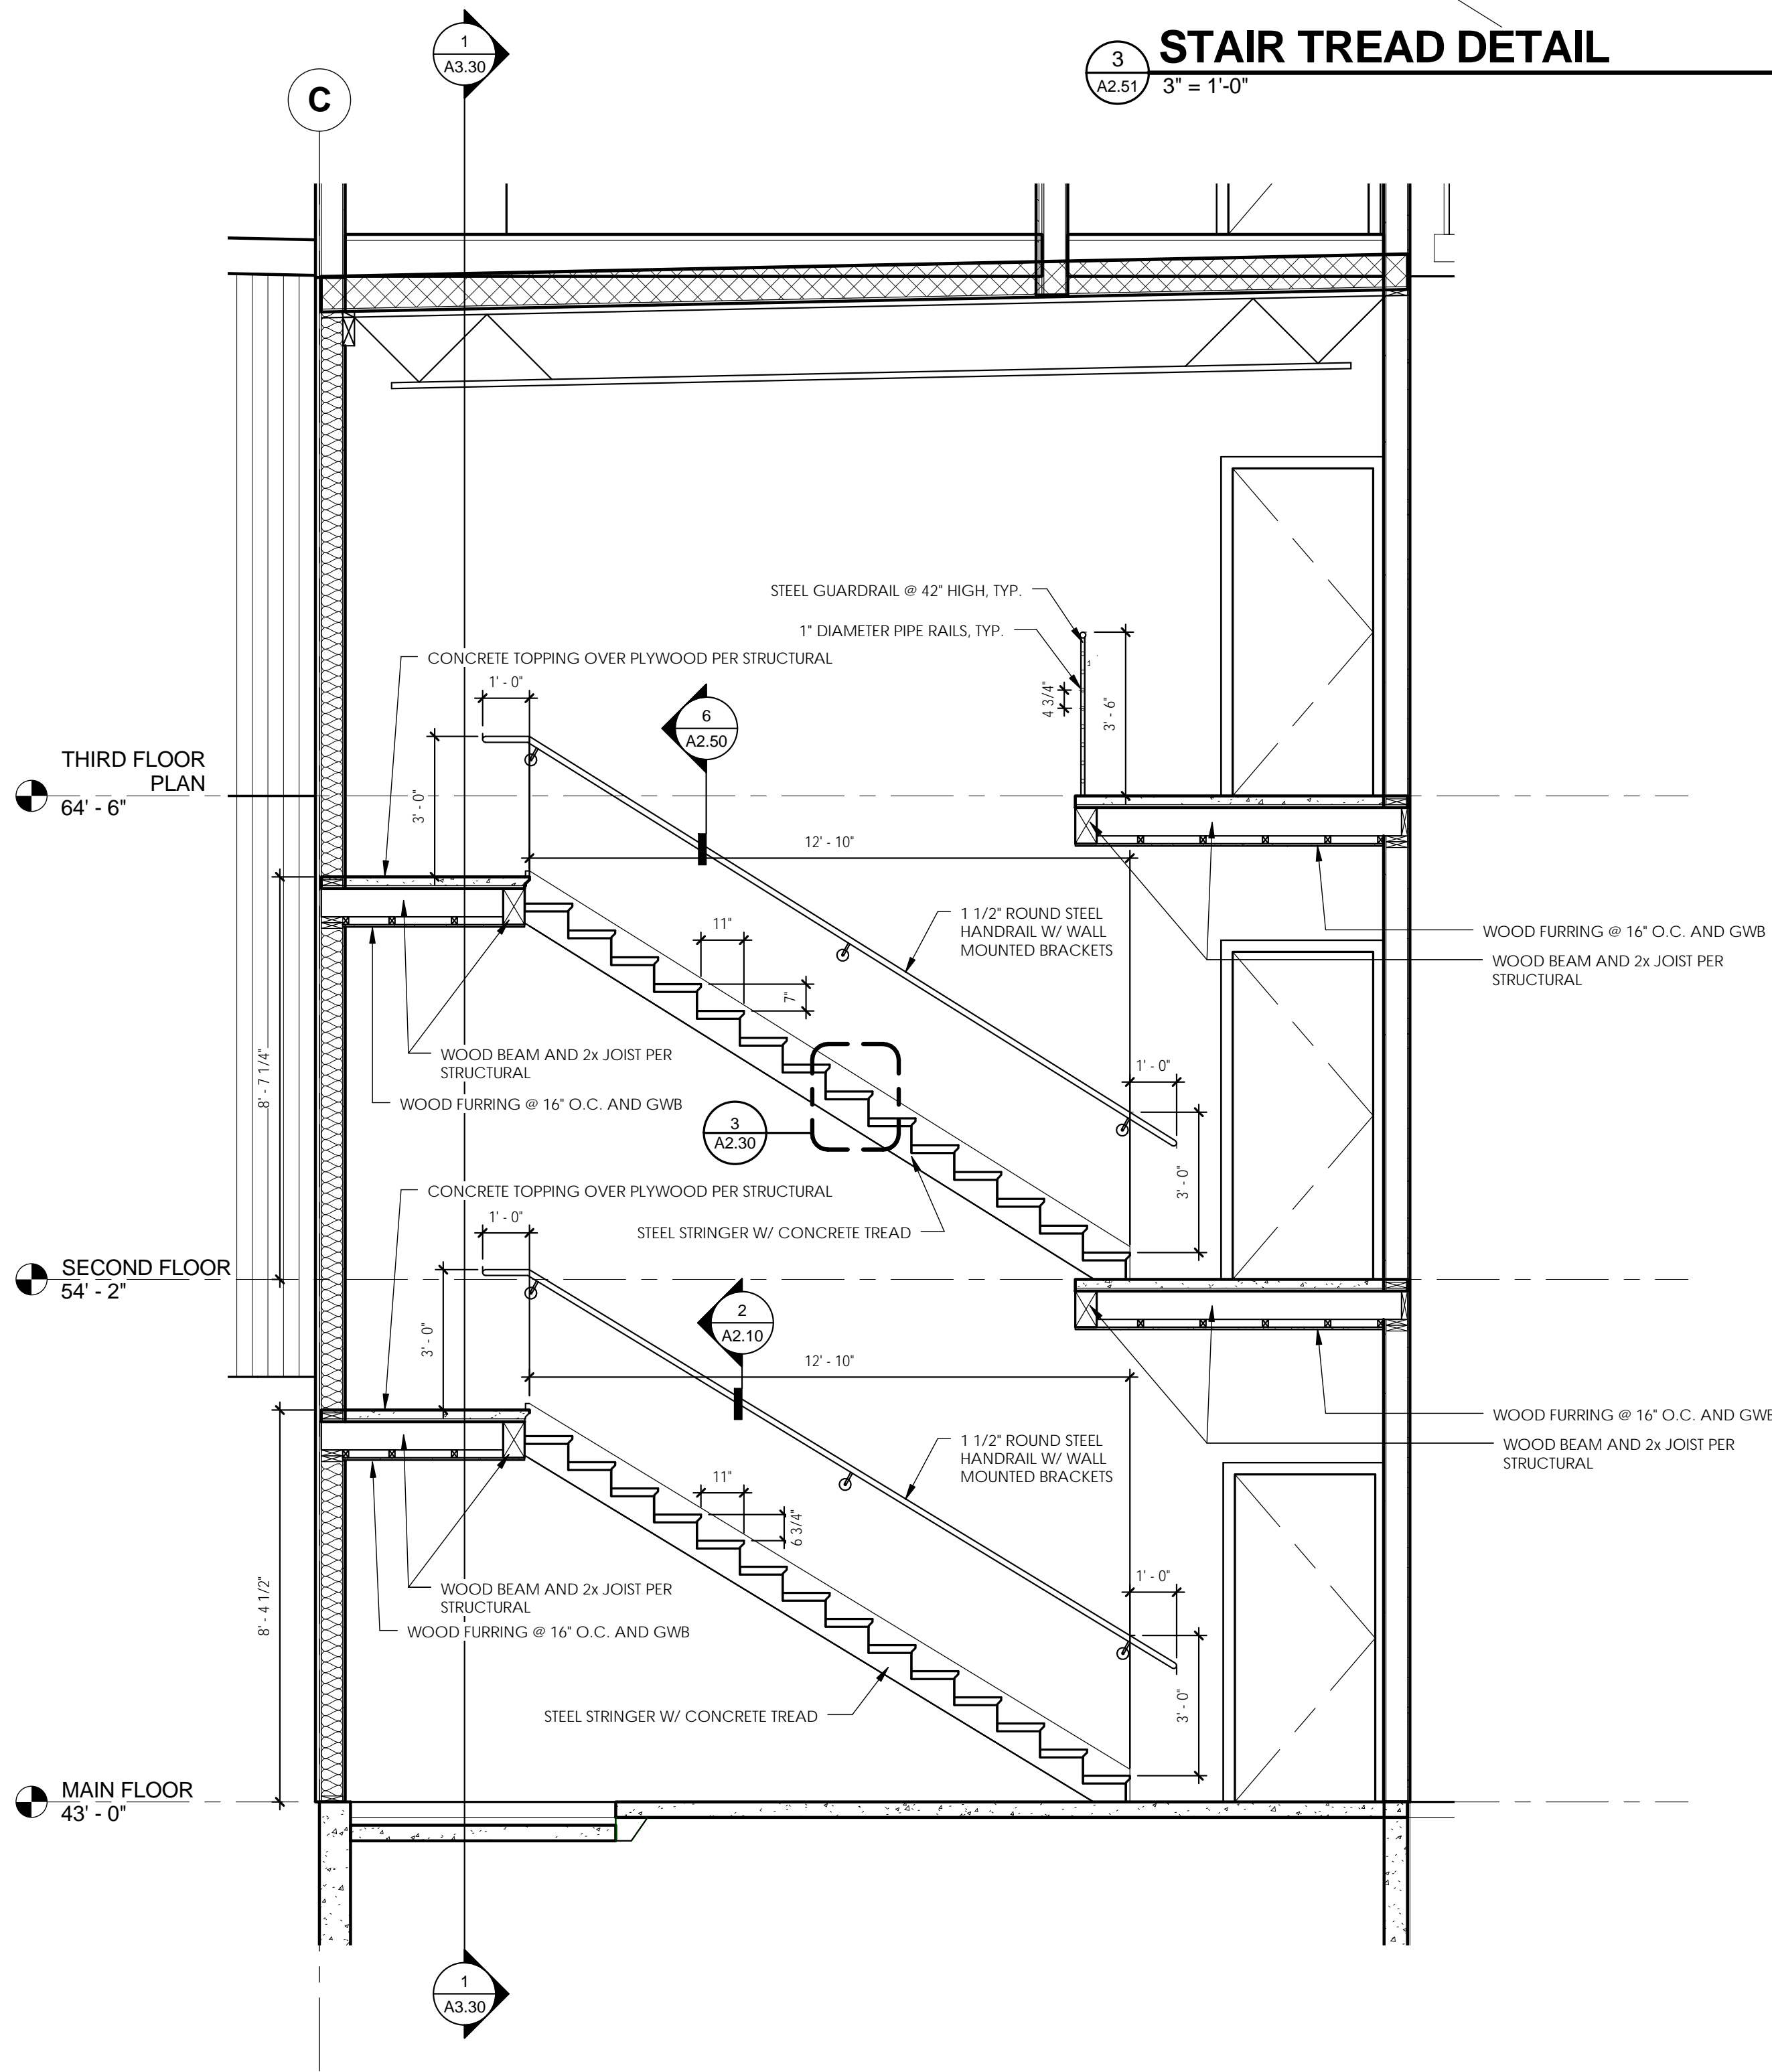 1
A3.30
3
A2.51
STAIR TREAD DETAIL
3" = 1'-0"
C
STEEL GUARDRAIL @ 42" HIGH, TYP.
1" DIAMETER PIPE RAILS, TYP.
CONCRETE TOPPING OVER PLYWOOD PER STRUCTURAL
1' - 0"
6
A2.50
4 3/4"
3' - 6"
THIRD FLOOR
PLAN
64' - 6"
3' - 0"
12' - 10"
11"
7"
1 1/2" ROUND STEEL
HANDRAIL W/ WALL
MOUNTED BRACKETS
WOOD FURRING @ 16" O.C. AND GWB
WOOD BEAM AND 2x JOIST PER
STRUCTURAL
8' - 7 1/4"
WOOD BEAM AND 2x JOIST PER
STRUCTURAL
WOOD FURRING @ 16" O.C. AND GWB
1' - 0"
3
A2.30
3' - 0"
CONCRETE TOPPING OVER PLYWOOD PER STRUCTURAL
1' - 0"
STEEL STRINGER W/ CONCRETE TREAD
SECOND FLOOR
54' - 2"
3' - 0"
2
A2.10
12' - 10"
WOOD FURRING @ 16" O.C. AND GWB
WOOD BEAM AND 2x JOIST PER
STRUCTURAL
1 1/2" ROUND STEEL
HANDRAIL W/ WALL
MOUNTED BRACKETS
11"
6 3/4"
8' - 4 1/2"
WOOD BEAM AND 2x JOIST PER
STRUCTURAL
WOOD FURRING @ 16" O.C. AND GWB
1' - 0"
3' - 0"
STEEL STRINGER W/ CONCRETE TREAD
MAIN FLOOR
43' - 0"
1
A3.30